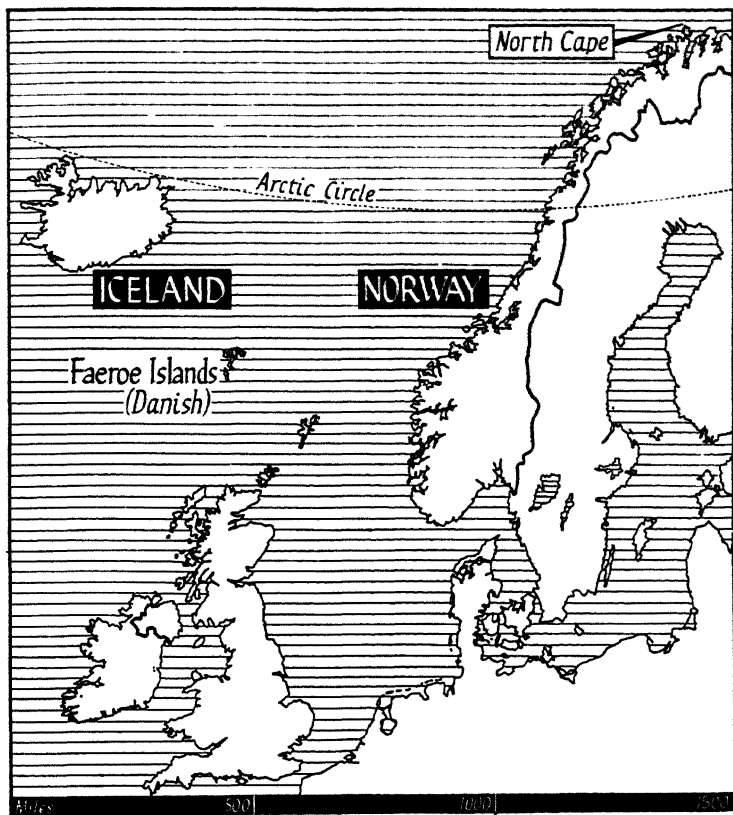 North Cape
Arctic Circle
ICELAND
NORWAY
Faeroe Islands
(Danish)
Miles 500 1000 1500